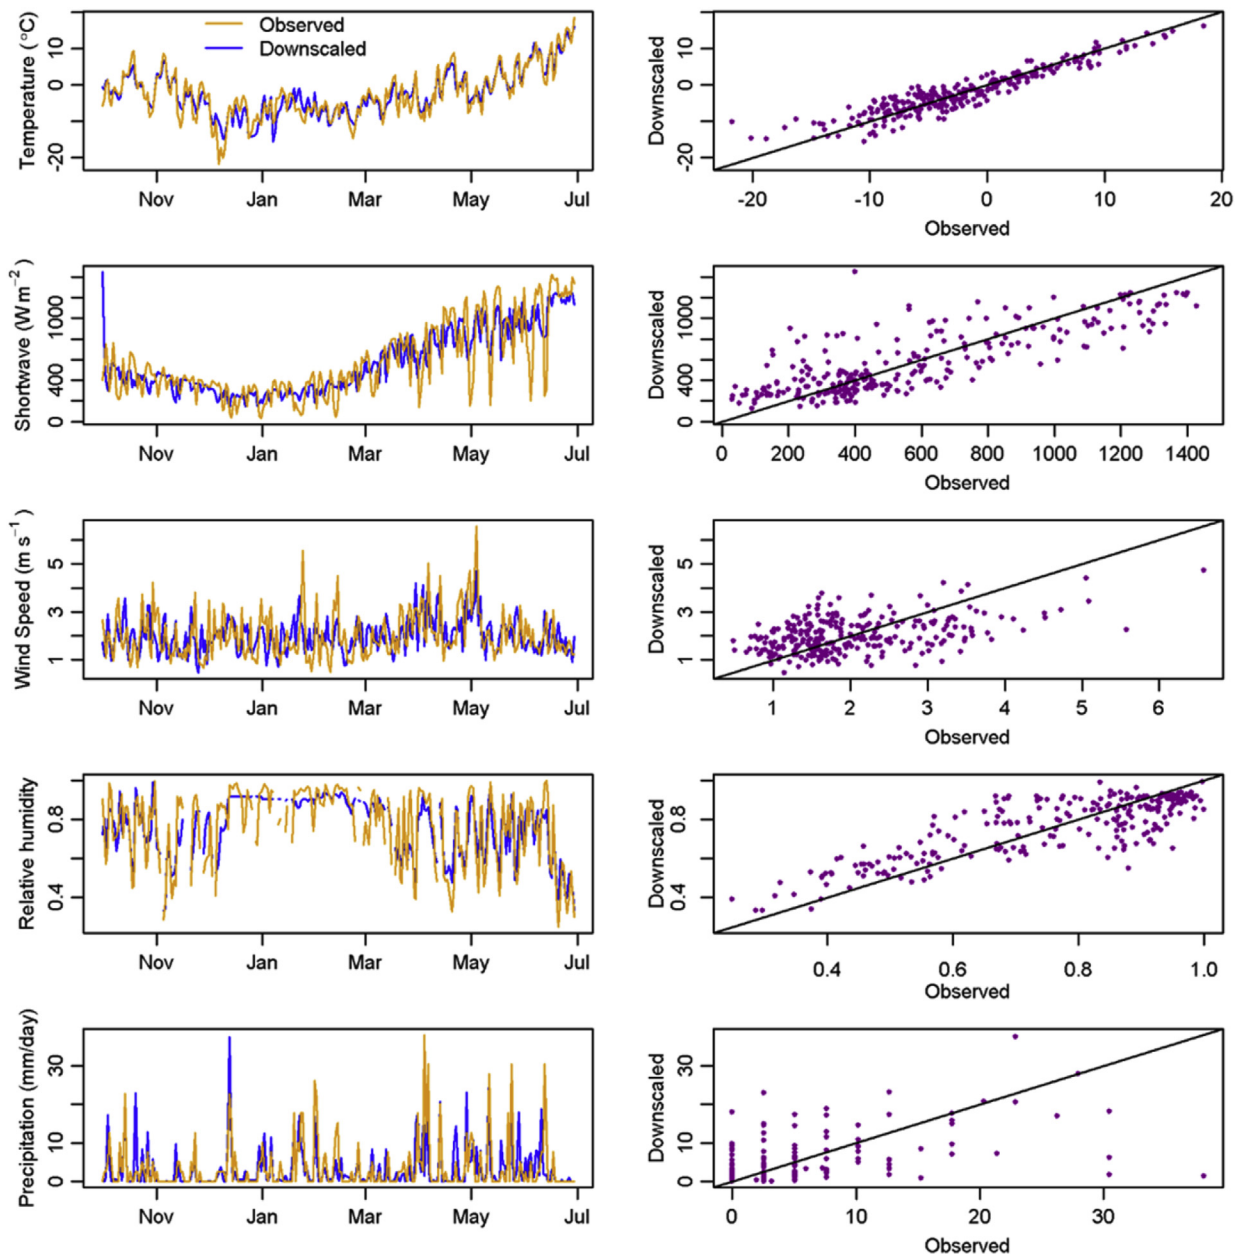 Temperature (°C)
10
0
-20
Observed
Downscaled
Nov Jan Mar May Jul
Downscaled
10
0
-20
-20 -10 0 10 20
Observed
Shortwave (W m−2)
1000
400
0
Nov Jan Mar May Jul
Downscaled
1000
400
0
0 200 400 600 800 1000 1200 1400
Observed
Wind Speed (m s−1)
5
3
1
Nov Jan Mar May Jul
Downscaled
5
3
1
1 2 3 4 5 6
Observed
Relative humidity
0.8
0.4
Nov Jan Mar May Jul
Downscaled
0.8
0.4
0.4 0.6 0.8 1.0
Observed
Precipitation (mm/day)
30
10
0
Nov Jan Mar May Jul
Downscaled
30
10
0
0 10 20 30
Observed